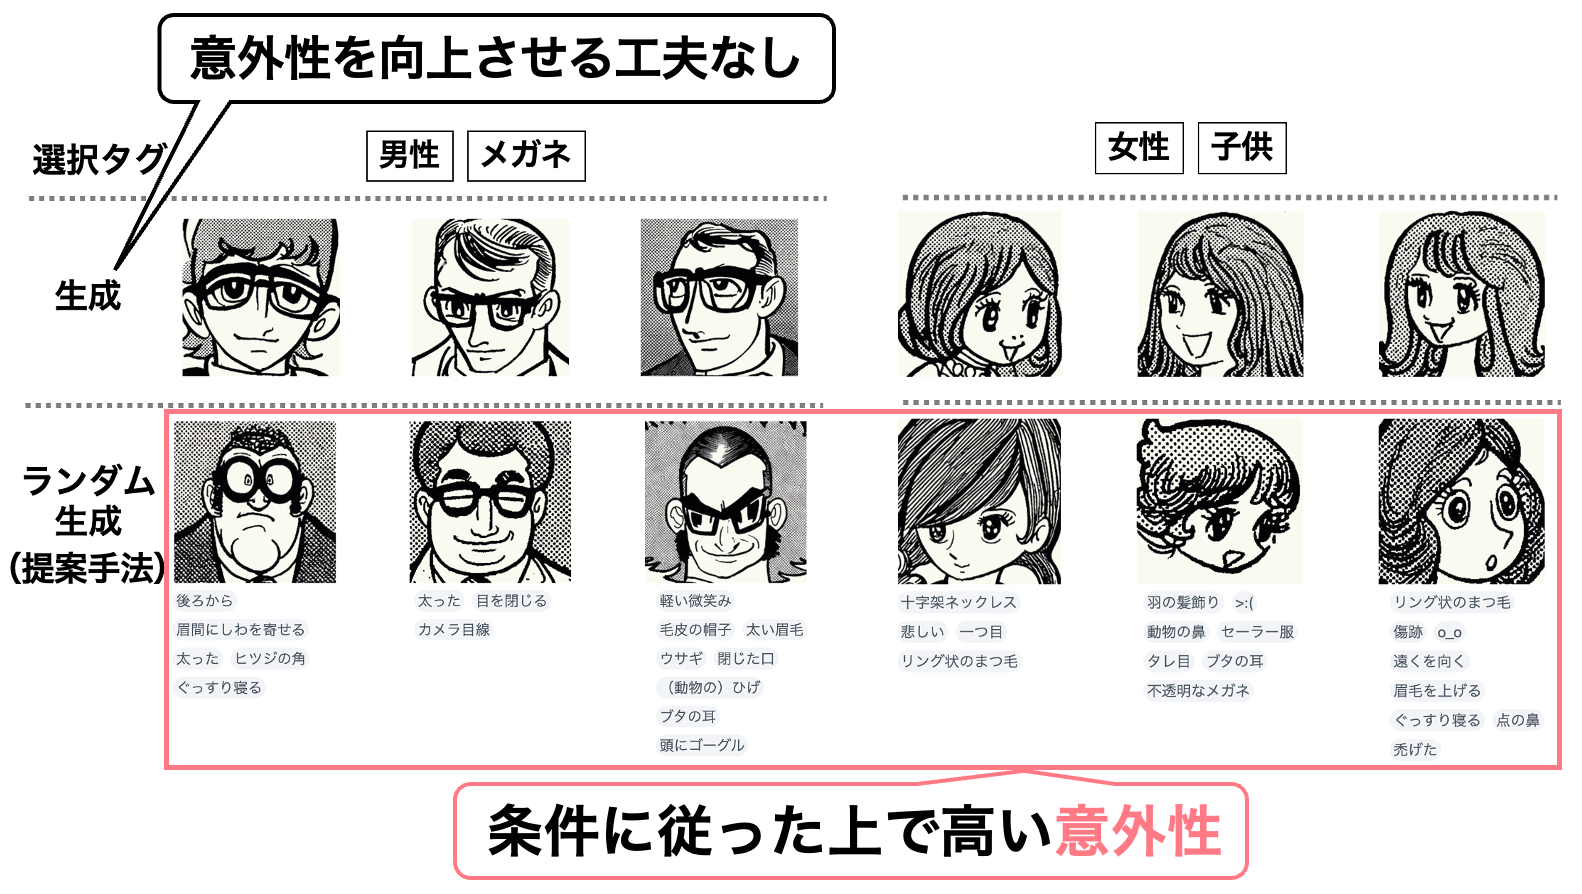 意外性を向上させる工夫なし
選択タグ
男性 メガネ
女性 子供
生成
ランダム
生成
(提案手法)
後ろから
眉間にしわを寄せる
太った ヒツジの角
ぐっすり寝る
太った 目を閉じる
カメラ目線
軽い微笑み
毛皮の帽子 太い眉毛
ウサギ 閉じた口
（動物の）ひげ
ブタの耳
頭にゴーグル
十字架ネックレス
悲しい 一つ目
リング状のまつ毛
羽の髪飾り >:(
動物の鼻 セーラー服
タレ目 ブタの耳
不透明なメガネ
リング状のまつ毛
傷跡 o_o
遠くを向く
眉毛を上げる
ぐっすり寝る 点の鼻
禿げた
条件に従った上で高い意外性